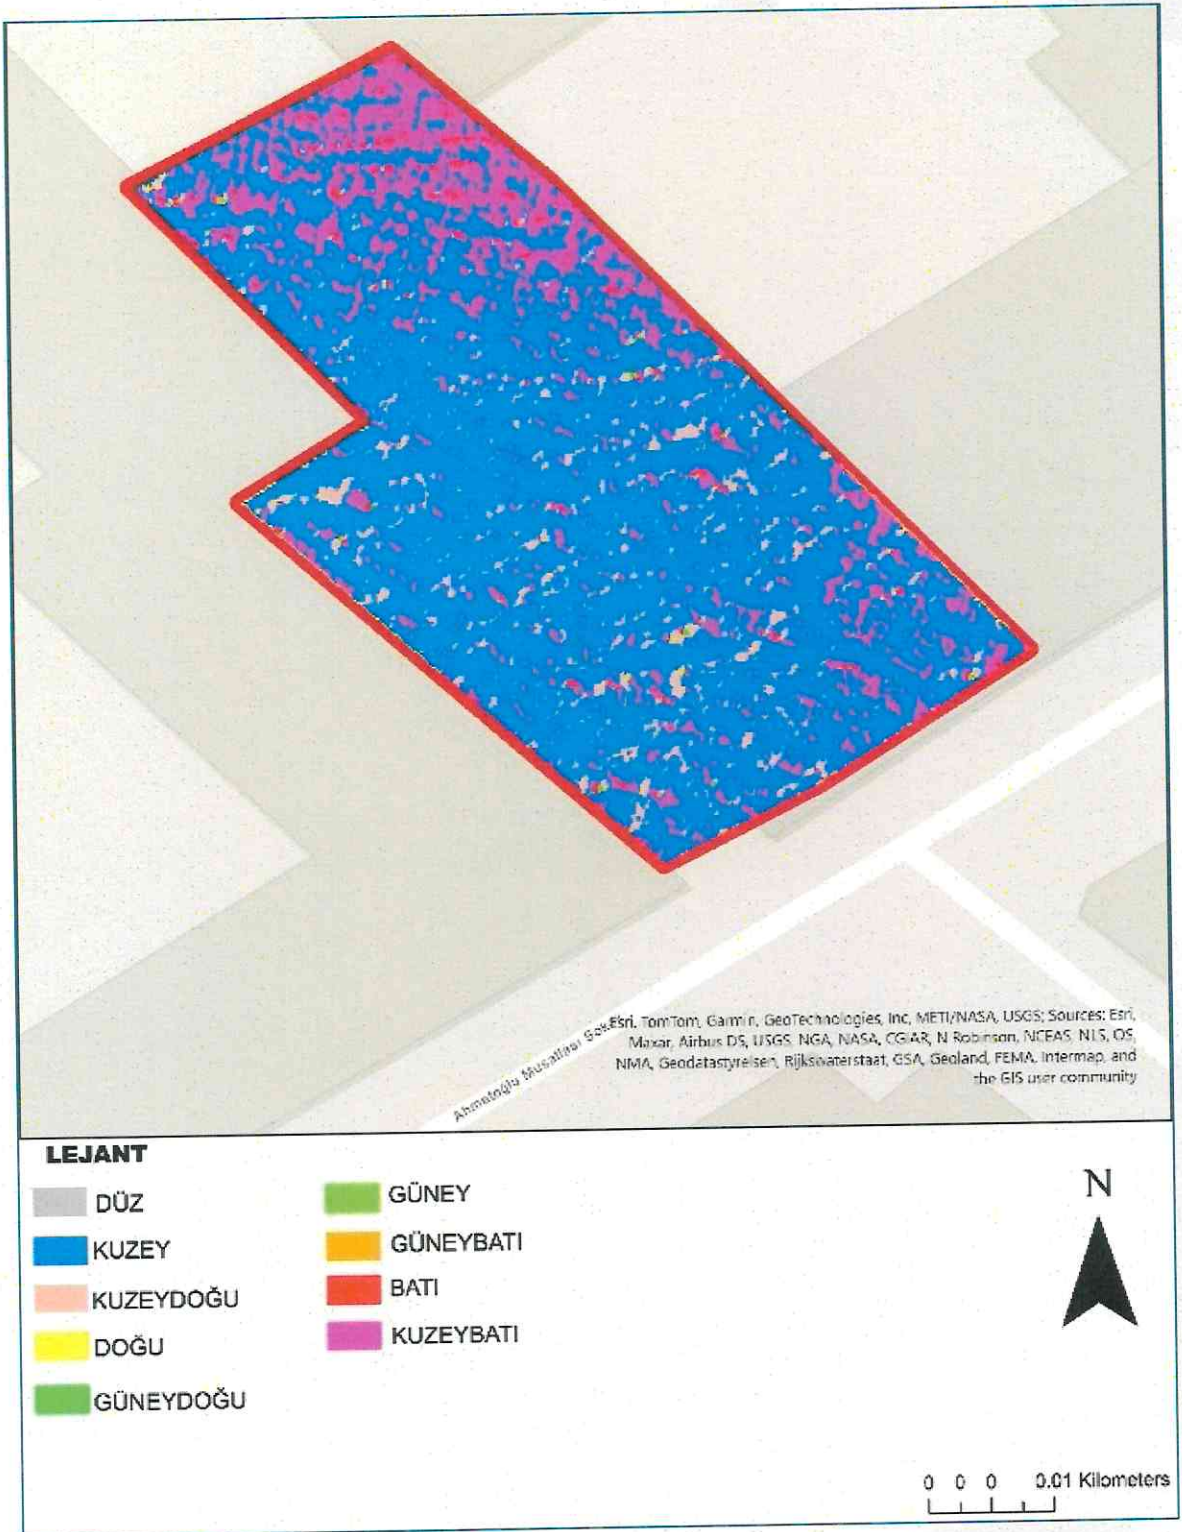 Esri, TomTom, Garmin, GeoTechnologies, Inc, METI/NASA, USGS; Sources: Esri,
Maxar, Airbus DS, USGS, NGA, NASA, CGIAR, N Robinson, NCEAS, NLS, OS,
NMA, Geodatastyrelsen, Rijkswaterstaat, GSA, Geoland, FEMA, Intermap, and
the GIS user community
Ahmetoğlu Musallası
LEJANT
DÜZ
KUZEY
KUZEYDOĞU
DOĞU
GÜNEYDOĞU
GÜNEY
GÜNEYBATI
BATI
KUZEYBATI
N
0 0 0 0.01 Kilometers